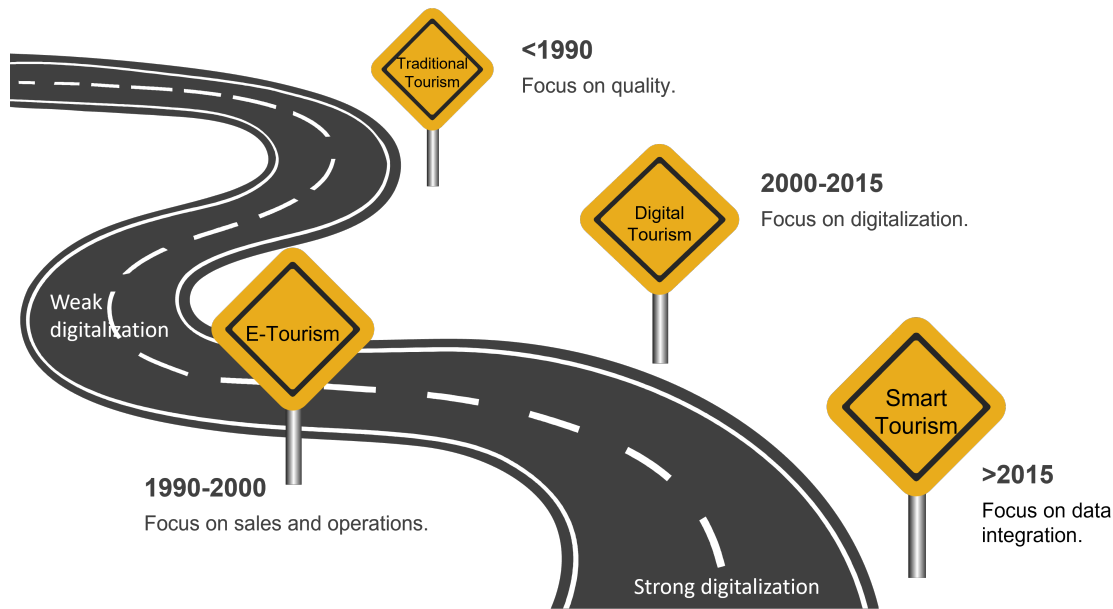 Traditional
Tourism
<1990
Focus on quality.
Digital
Tourism
2000-2015
Focus on digitalization.
Weak
digitalization
E-Tourism
1990-2000
Focus on sales and operations.
Smart
Tourism
>2015
Focus on data
integration.
Strong digitalization